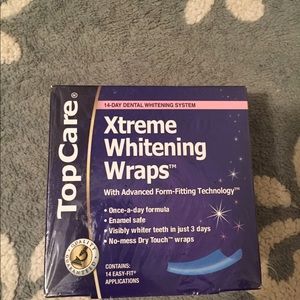 TopCare®
14-DAY DENTAL WHITENING SYSTEM
Xtreme
Whitening
Wraps™
With Advanced Form-Fitting Technology™
• Once-a-day formula
• Enamel safe
• Visibly whiter teeth in just 3 days
• No-mess Dry Touch™ wraps
CONTAINS:
14 EASY-FIT®
APPLICATIONS